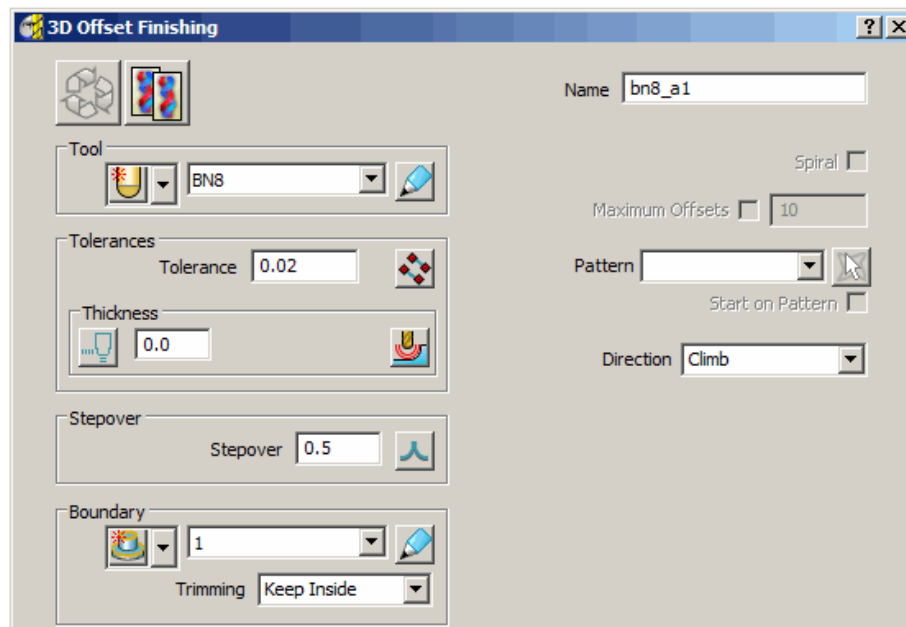 3D Offset Finishing
Name bn8_a1
Tool
BN8
Spiral
Maximum Offsets 10
Tolerances
Tolerance 0.02
Pattern
Start on Pattern
Thickness
0.0
Direction Climb
Stepover
Stepover 0.5
Boundary
1
Trimming Keep Inside